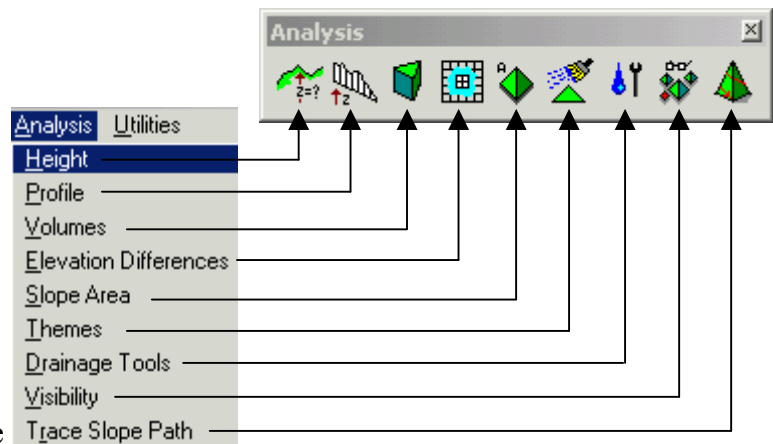 Analysis
z=?
z
A
Analysis Utilities
Height
Profile
Volumes
Elevation Differences
Slope Area
Themes
Drainage Tools
Visibility
e Trace Slope Path